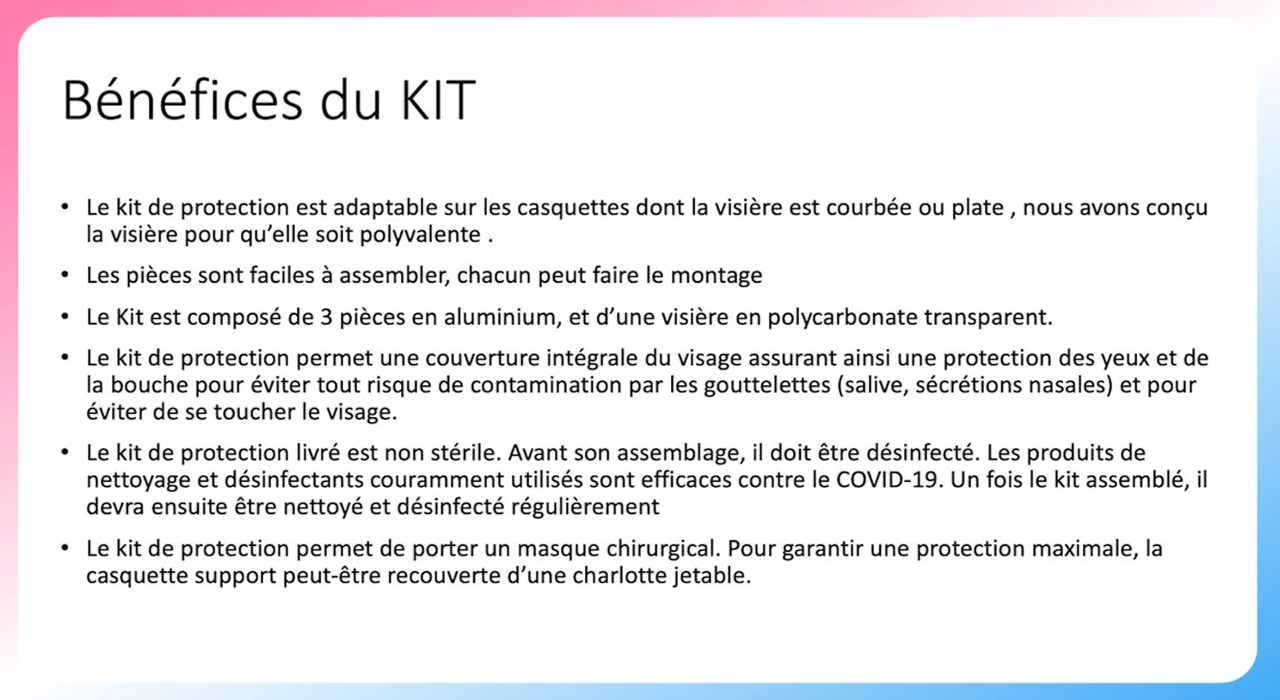 Bénéfices du KIT
• Le kit de protection est adaptable sur les casquettes dont la visière est courbée ou plate , nous avons conçu
la visière pour qu’elle soit polyvalente .
• Les pièces sont faciles à assembler, chacun peut faire le montage
• Le Kit est composé de 3 pièces en aluminium, et d’une visière en polycarbonate transparent.
• Le kit de protection permet une couverture intégrale du visage assurant ainsi une protection des yeux et de
la bouche pour éviter tout risque de contamination par les gouttelettes (salive, sécrétions nasales) et pour
éviter de se toucher le visage.
• Le kit de protection livré est non stérile. Avant son assemblage, il doit être désinfecté. Les produits de
nettoyage et désinfectants couramment utilisés sont efficaces contre le COVID-19. Un fois le kit assemblé, il
devra ensuite être nettoyé et désinfecté régulièrement
• Le kit de protection permet de porter un masque chirurgical. Pour garantir une protection maximale, la
casquette support peut-être recouverte d’une charlotte jetable.